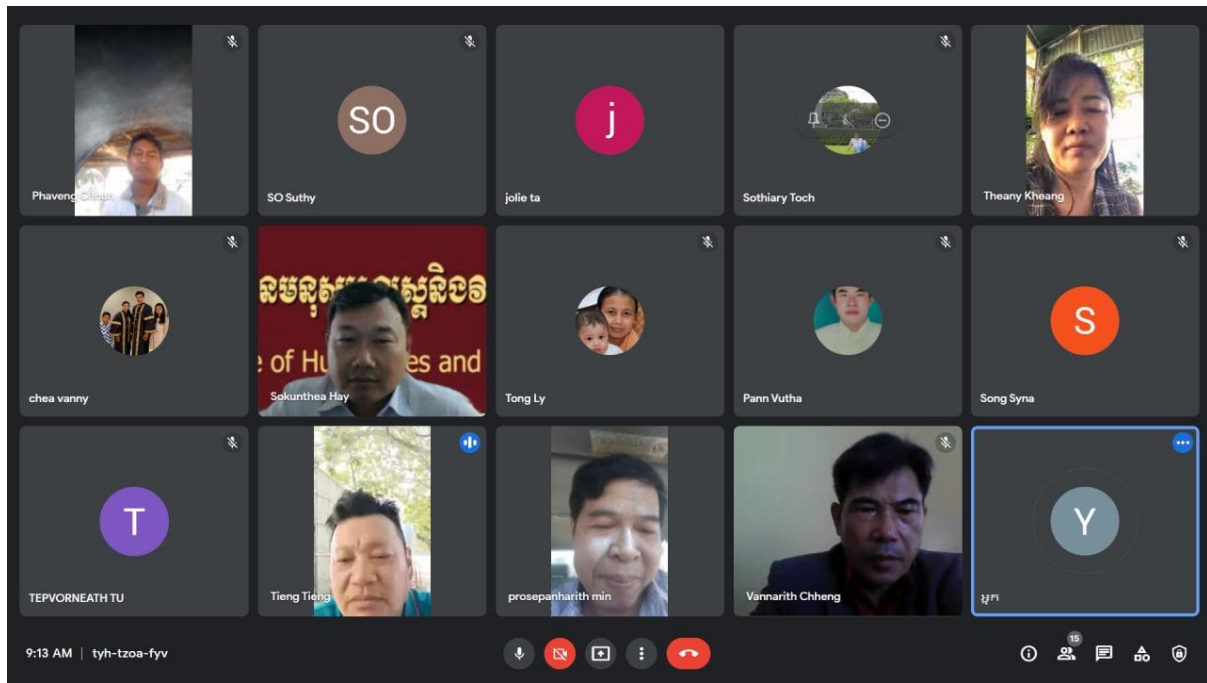 Phaveng Chhun
SO
SO Suthy
j
jolie ta
Sothiary Toch
Theany Kheang
chea vanny
of Hu es and
Sokunthea Hay
Tong Ly
Pann Vutha
S
Song Syna
T
TEPVORNEATH TU
Tieng Tieng
prosepanharith min
Vannarith Chheng
Y
អ្នក
9:13 AM | tyh-tzoa-fyv
15